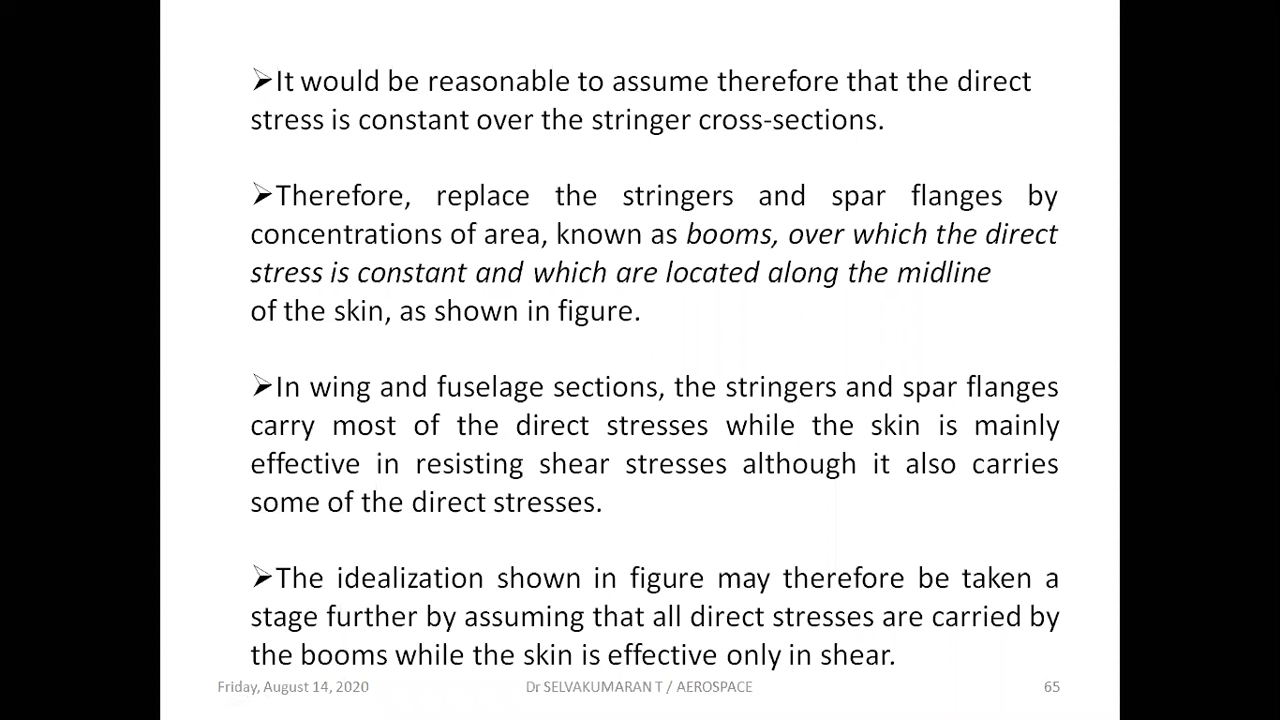 ➢It would be reasonable to assume therefore that the direct
stress is constant over the stringer cross-sections.
➢Therefore, replace the stringers and spar flanges by
concentrations of area, known as booms, over which the direct
stress is constant and which are located along the midline
of the skin, as shown in figure.
➢In wing and fuselage sections, the stringers and spar flanges
carry most of the direct stresses while the skin is mainly
effective in resisting shear stresses although it also carries
some of the direct stresses.
➢The idealization shown in figure may therefore be taken a
stage further by assuming that all direct stresses are carried by
the booms while the skin is effective only in shear.
Friday, August 14, 2020 Dr SELVAKUMARAN T / AEROSPACE 65